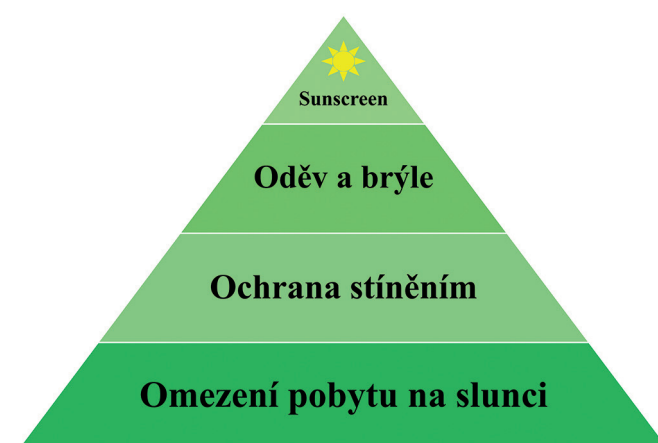 Sunscreen
Oděv a brýle
Ochrana stíněním
Omezení pobytu na slunci